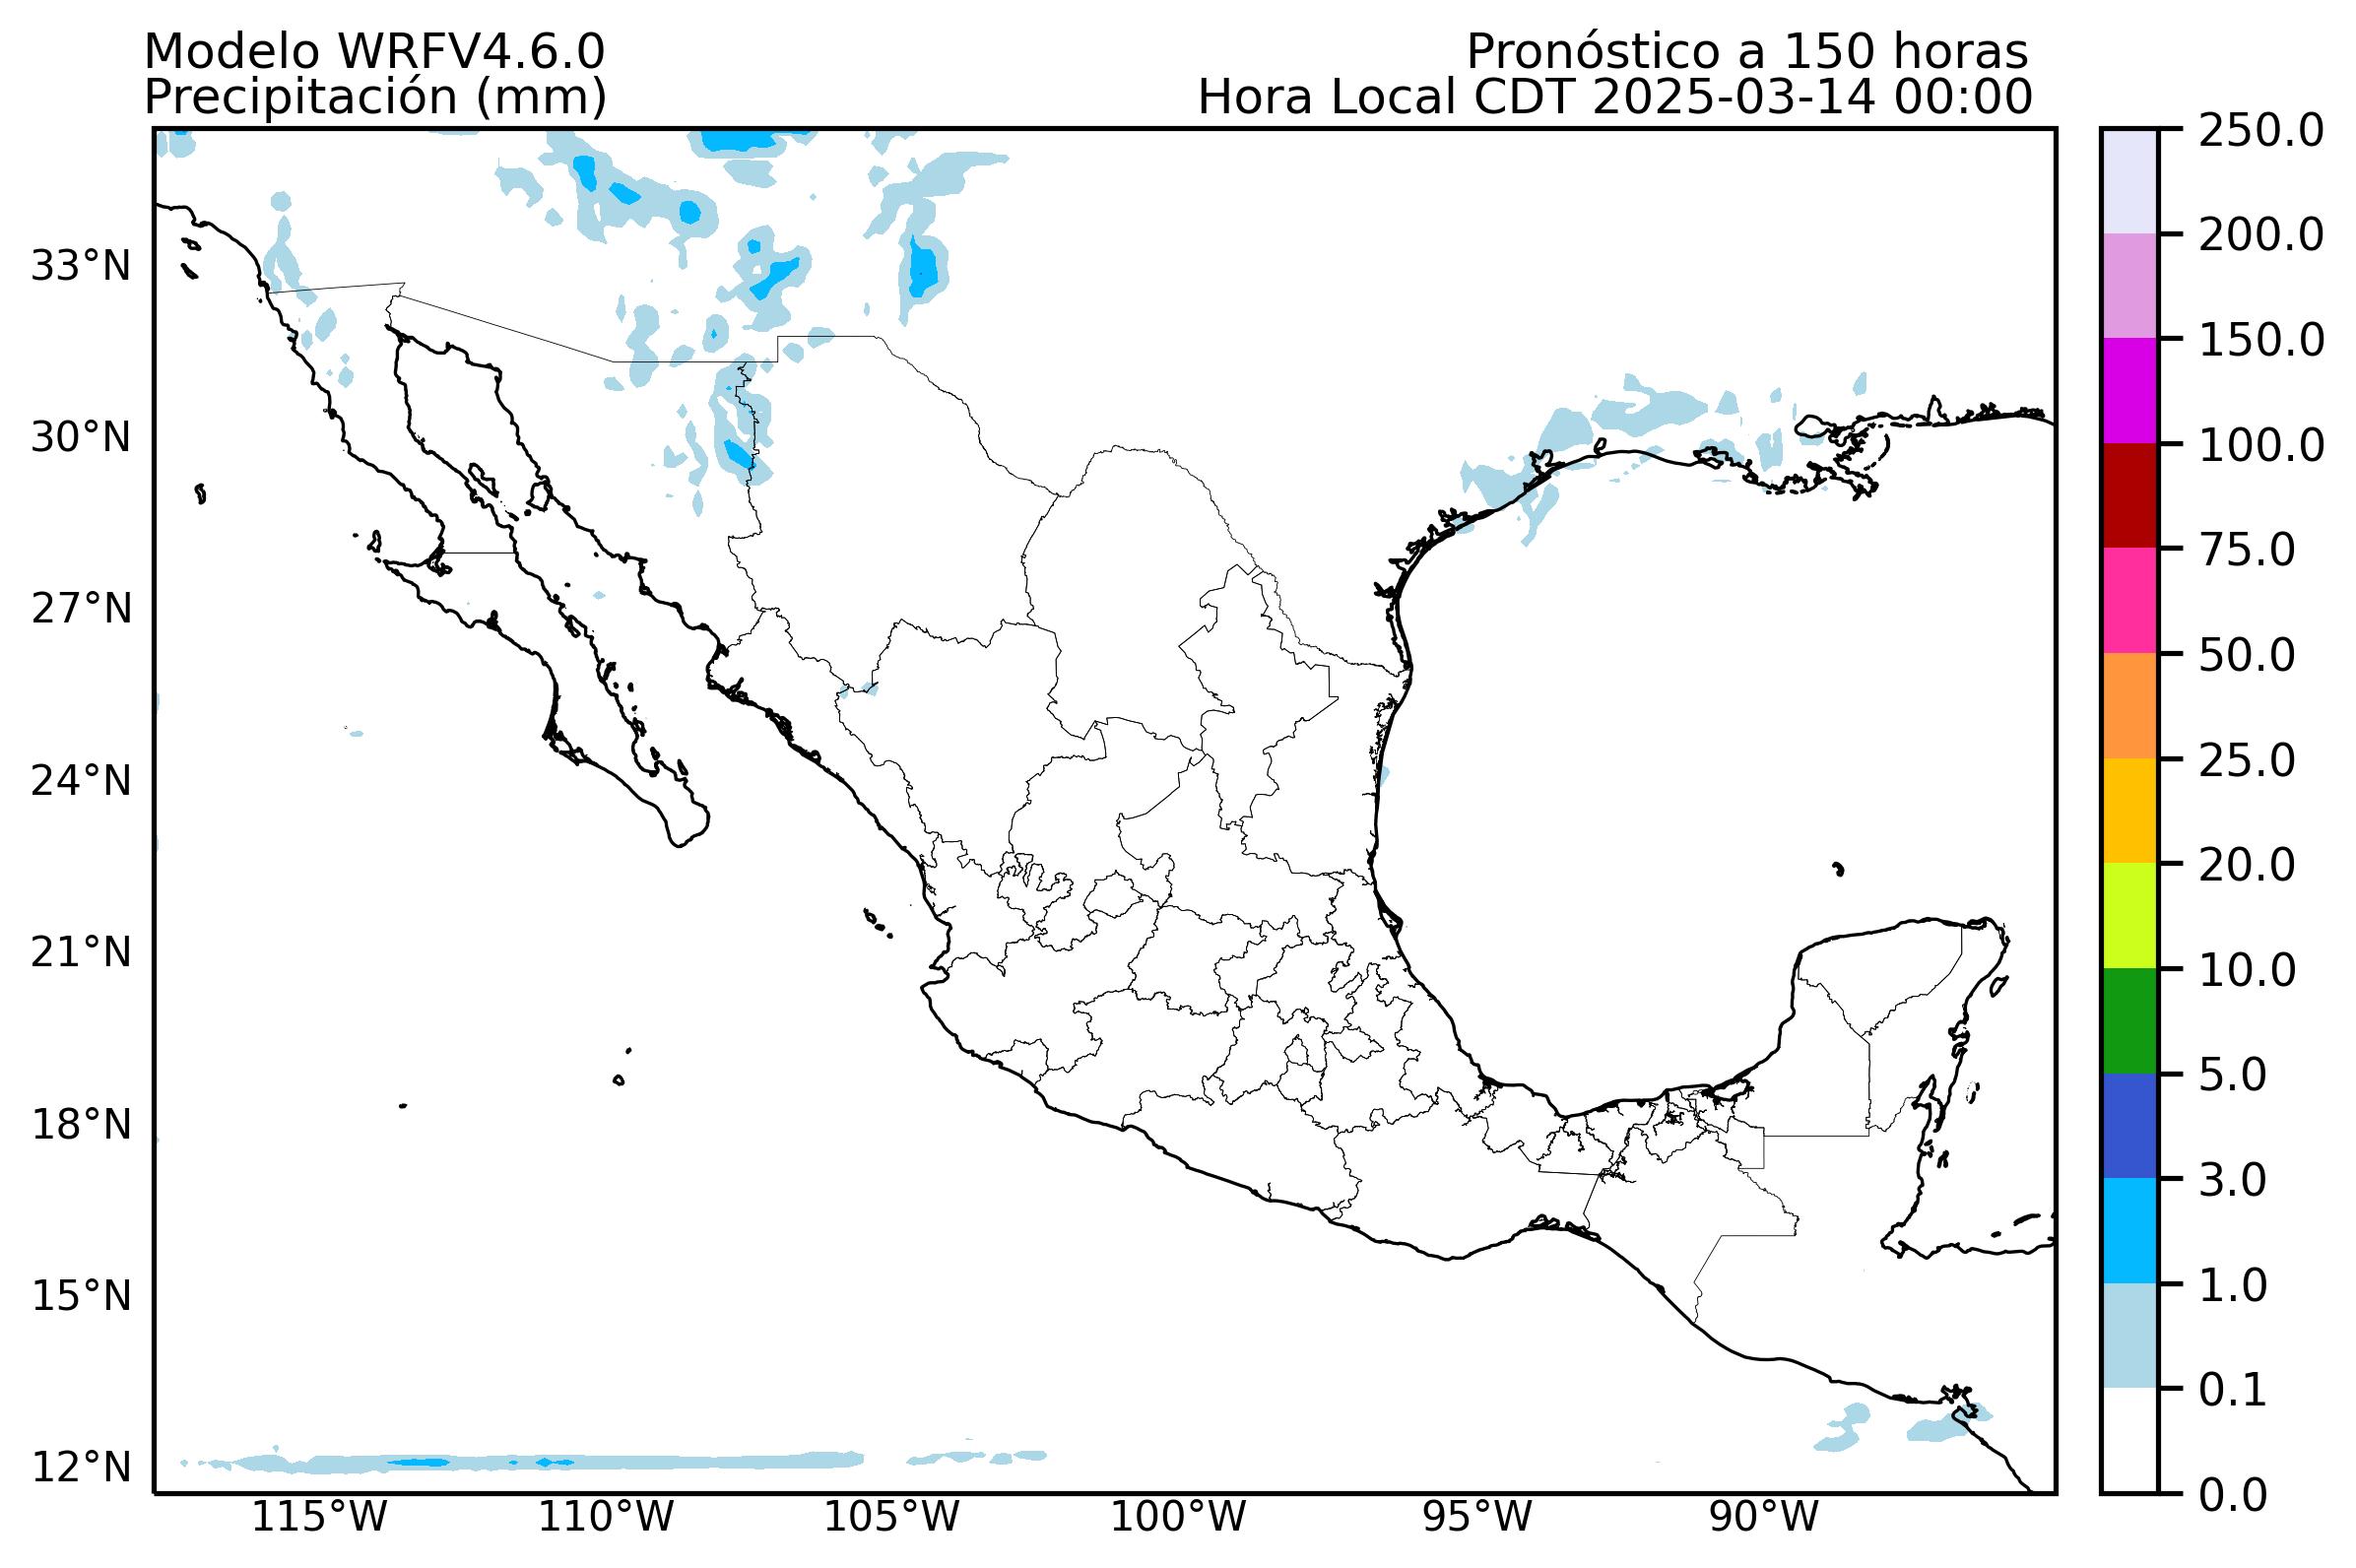 Modelo WRFV4.6.0
Pronóstico a 150 horas
Precipitación (mm)
Hora Local CDT 2025-03-14 00:00
33°N
30°N
27°N
24°N
21°N
18°N
15°N
12°N
115°W
110°W
105°W
100°W
95°W
90°W
250.0
200.0
150.0
100.0
75.0
50.0
25.0
20.0
10.0
5.0
3.0
1.0
0.1
0.0